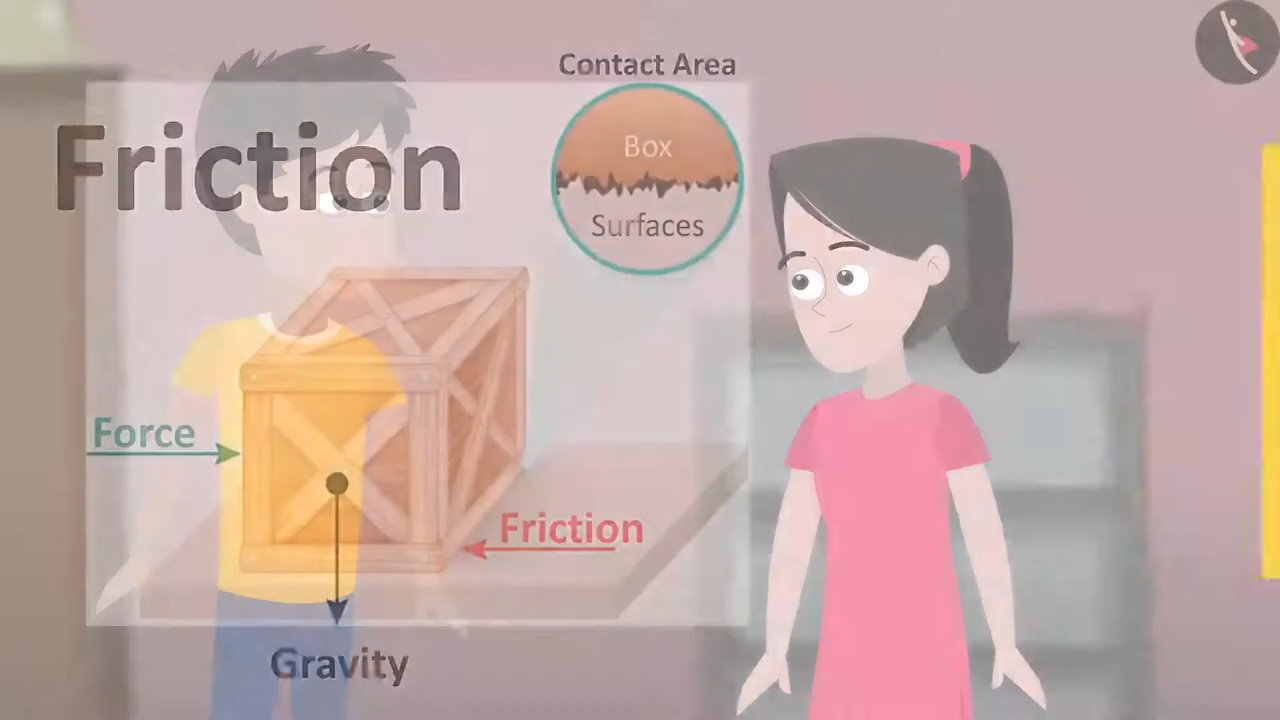 Contact Area
Friction
Box
Surfaces
Force
Friction
Gravity